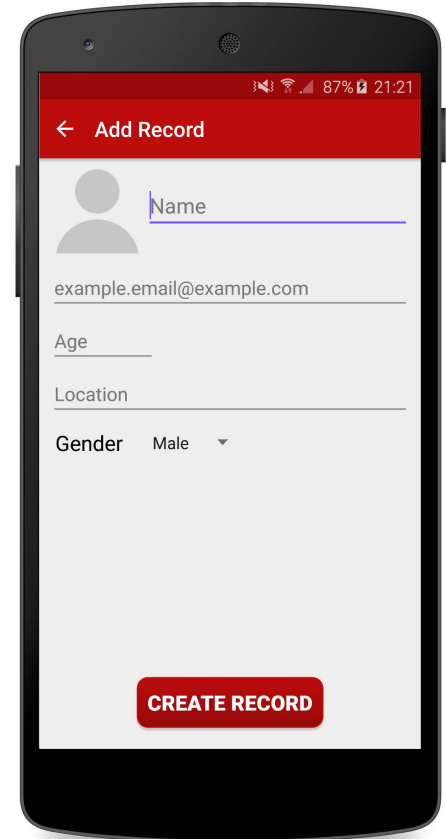 87% 21:21
Add Record
Name
example.email@example.com
Age
Location
Gender Male
CREATE RECORD